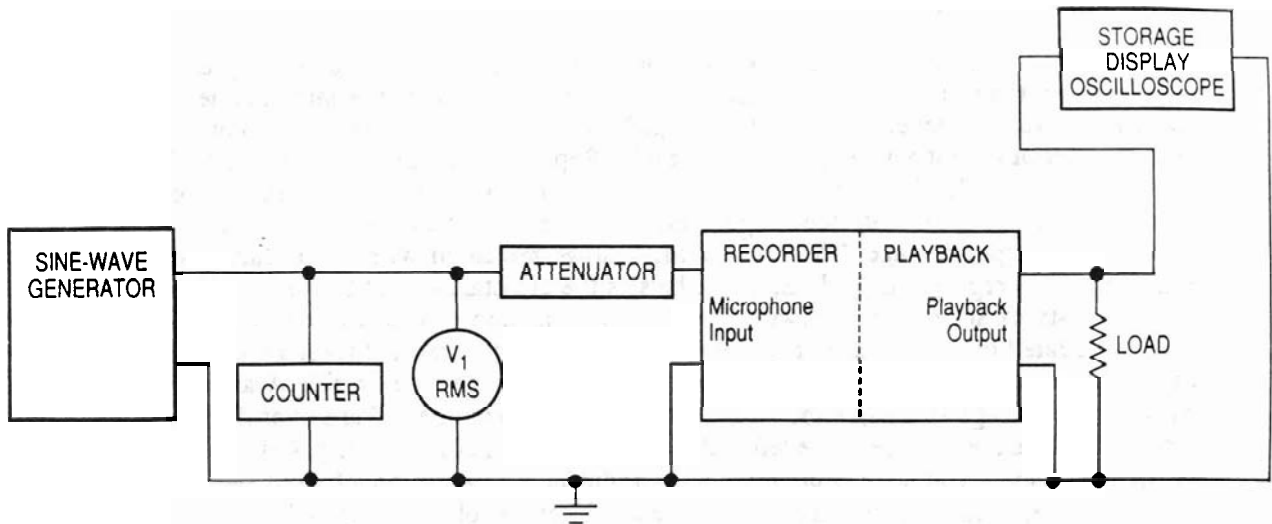 STORAGE
DISPLAY
OSCILLOSCOPE
SINE-WAVE
GENERATOR
COUNTER
V1
RMS
ATTENUATOR
RECORDER
PLAYBACK
Microphone
Input
Playback
Output
LOAD